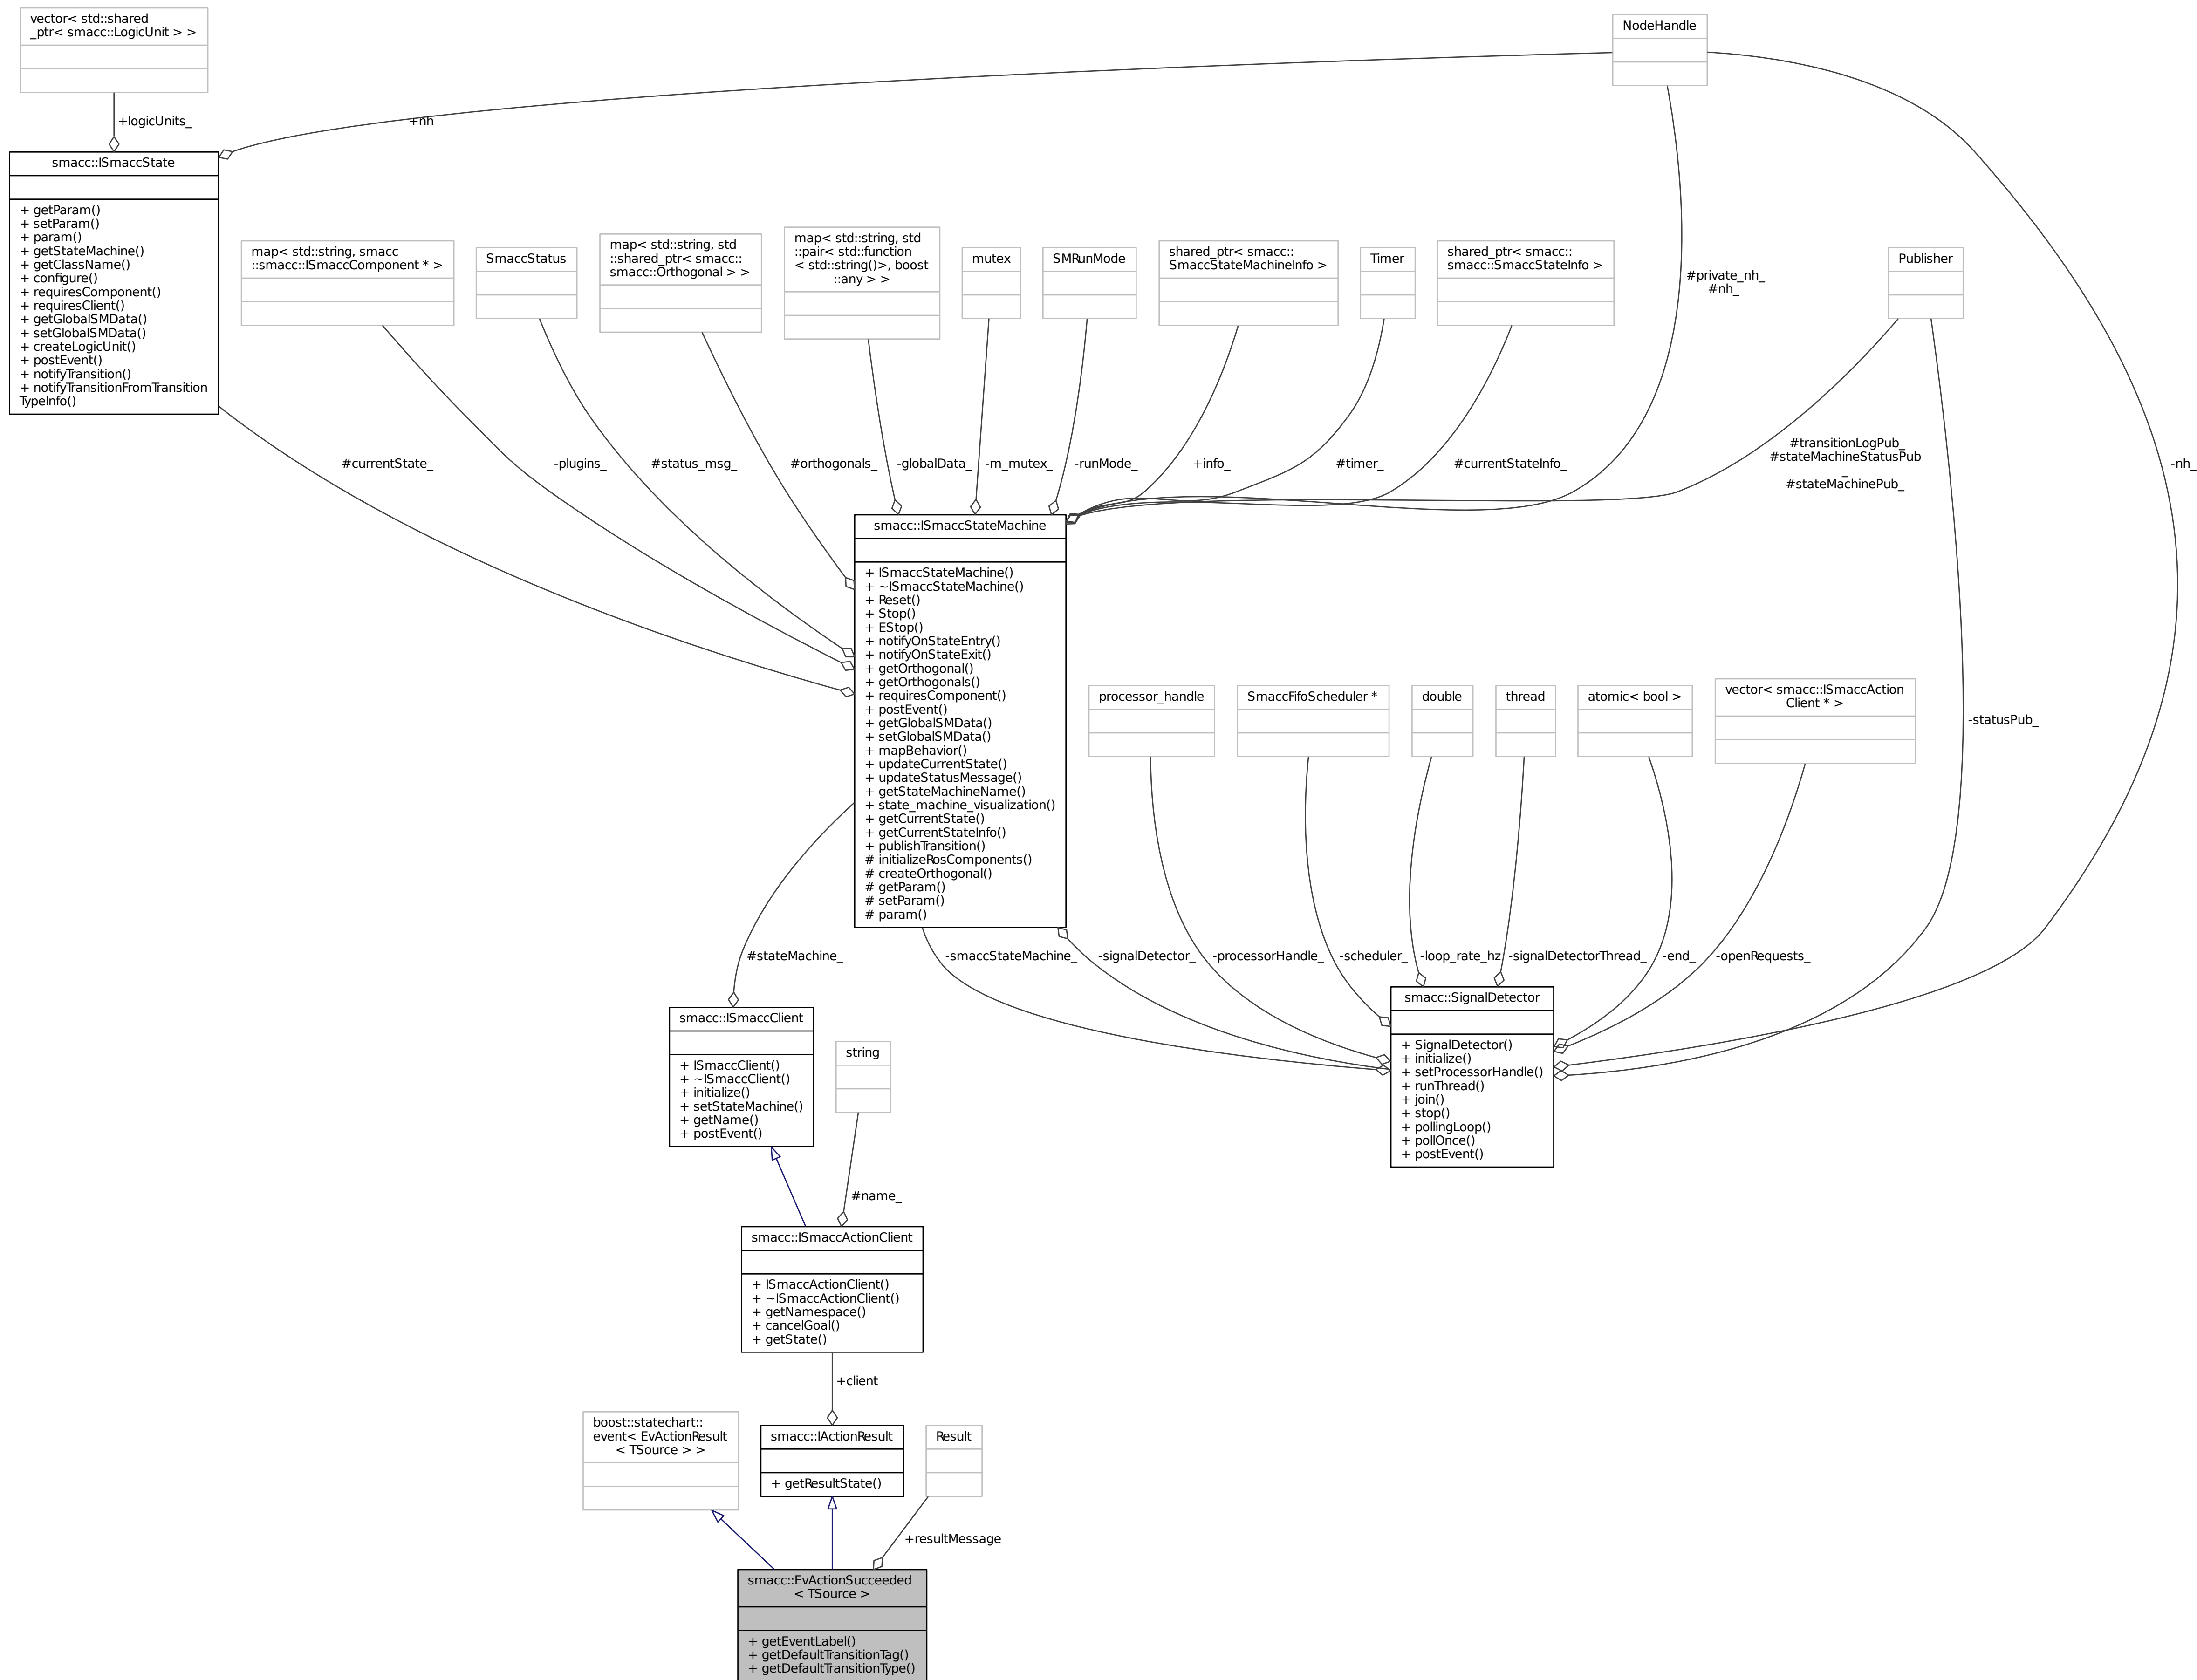 vector< std::shared
_ptr< smacc::LogicUnit > >
NodeHandle
+logicUnits_
+nh
smacc::ISmaccState
+ getParam()
+ setParam()
+ param()
+ getStateMachine()
+ getClassName()
+ configure()
+ requiresComponent()
+ requiresClient()
+ getGlobalSMData()
+ setGlobalSMData()
+ createLogicUnit()
+ postEvent()
+ notifyTransition()
+ notifyTransitionFromTransition
TypeInfo()
map< std::string, smacc
::smacc::ISmaccComponent * >
SmaccStatus
map< std::string, std
::shared_ptr< smacc::
smacc::Orthogonal > >
map< std::string, std
::pair< std::function
< std::string()>, boost
::any > >
mutex
SMRunMode
shared_ptr< smacc::
SmaccStateMachineInfo >
Timer
shared_ptr< smacc::
smacc::SmaccStateInfo >
#private_nh_
#nh_
Publisher
#currentState_
-plugins_
#status_msg_
#orthogonals_
-globalData_
-m_mutex_
-runMode_
+info_
#timer_
#currentStateInfo_
#transitionLogPub_
#stateMachineStatusPub
_
#stateMachinePub_
-nh_
smacc::ISmaccStateMachine
+ ISmaccStateMachine()
+ ~ISmaccStateMachine()
+ Reset()
+ Stop()
+ EStop()
+ notifyOnStateEntry()
+ notifyOnStateExit()
+ getOrthogonal()
+ getOrthogonals()
+ requiresComponent()
+ postEvent()
+ getGlobalSMData()
+ setGlobalSMData()
+ mapBehavior()
+ updateCurrentState()
+ updateStatusMessage()
+ getStateMachineName()
+ state_machine_visualization()
+ getCurrentState()
+ getCurrentStateInfo()
+ publishTransition()
# initializeRosComponents()
# createOrthogonal()
# getParam()
# setParam()
# param()
processor_handle
SmaccFifoScheduler *
double
thread
atomic< bool >
vector< smacc::ISmaccAction
Client * >
-statusPub_
#stateMachine_
-smaccStateMachine_
-signalDetector_
-processorHandle_
-scheduler_
-loop_rate_hz
-signalDetectorThread_
-end_
-openRequests_
smacc::SignalDetector
+ SignalDetector()
+ initialize()
+ setProcessorHandle()
+ runThread()
+ join()
+ stop()
+ pollingLoop()
+ pollOnce()
+ postEvent()
smacc::ISmaccClient
+ ISmaccClient()
+ ~ISmaccClient()
+ initialize()
+ setStateMachine()
+ getName()
+ postEvent()
string
#name_
smacc::ISmaccActionClient
+ ISmaccActionClient()
+ ~ISmaccActionClient()
+ getNamespace()
+ cancelGoal()
+ getState()
+client
boost::statechart::
event< EvActionResult
< TSource > >
smacc::IActionResult
+ getResultState()
Result
+resultMessage
smacc::EvActionSucceeded
< TSource >
+ getEventLabel()
+ getDefaultTransitionTag()
+ getDefaultTransitionType()